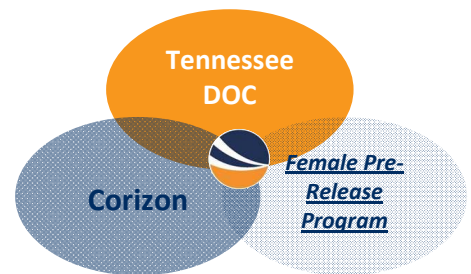 Tennessee
DOC
Corizon
Female Pre-
Release
Program